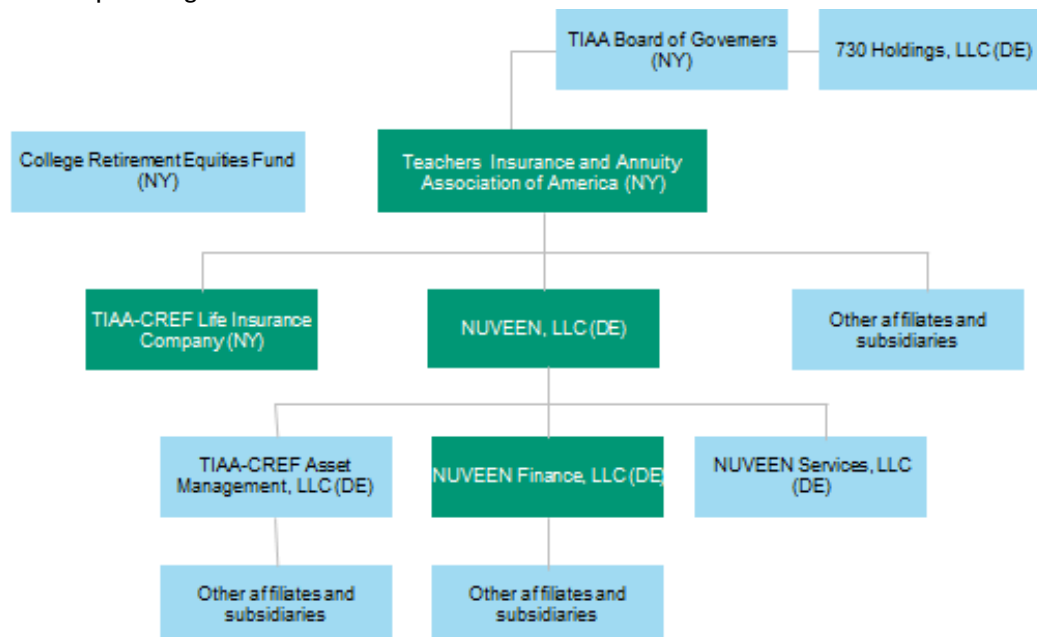 TIAA Board of Governers
(NY)
730 Holdings, LLC (DE)
College Retirement Equities Fund
(NY)
Teachers Insurance and Annuity
Association of America (NY)
TIAA-CREF Life Insurance
Company (NY)
NUVEEN, LLC (DE)
Other affiliates and
subsidiaries
TIAA-CREF Asset
Management, LLC (DE)
NUVEEN Finance, LLC (DE)
NUVEEN Services, LLC
(DE)
Other affiliates and
subsidiaries
Other affiliates and
subsidiaries